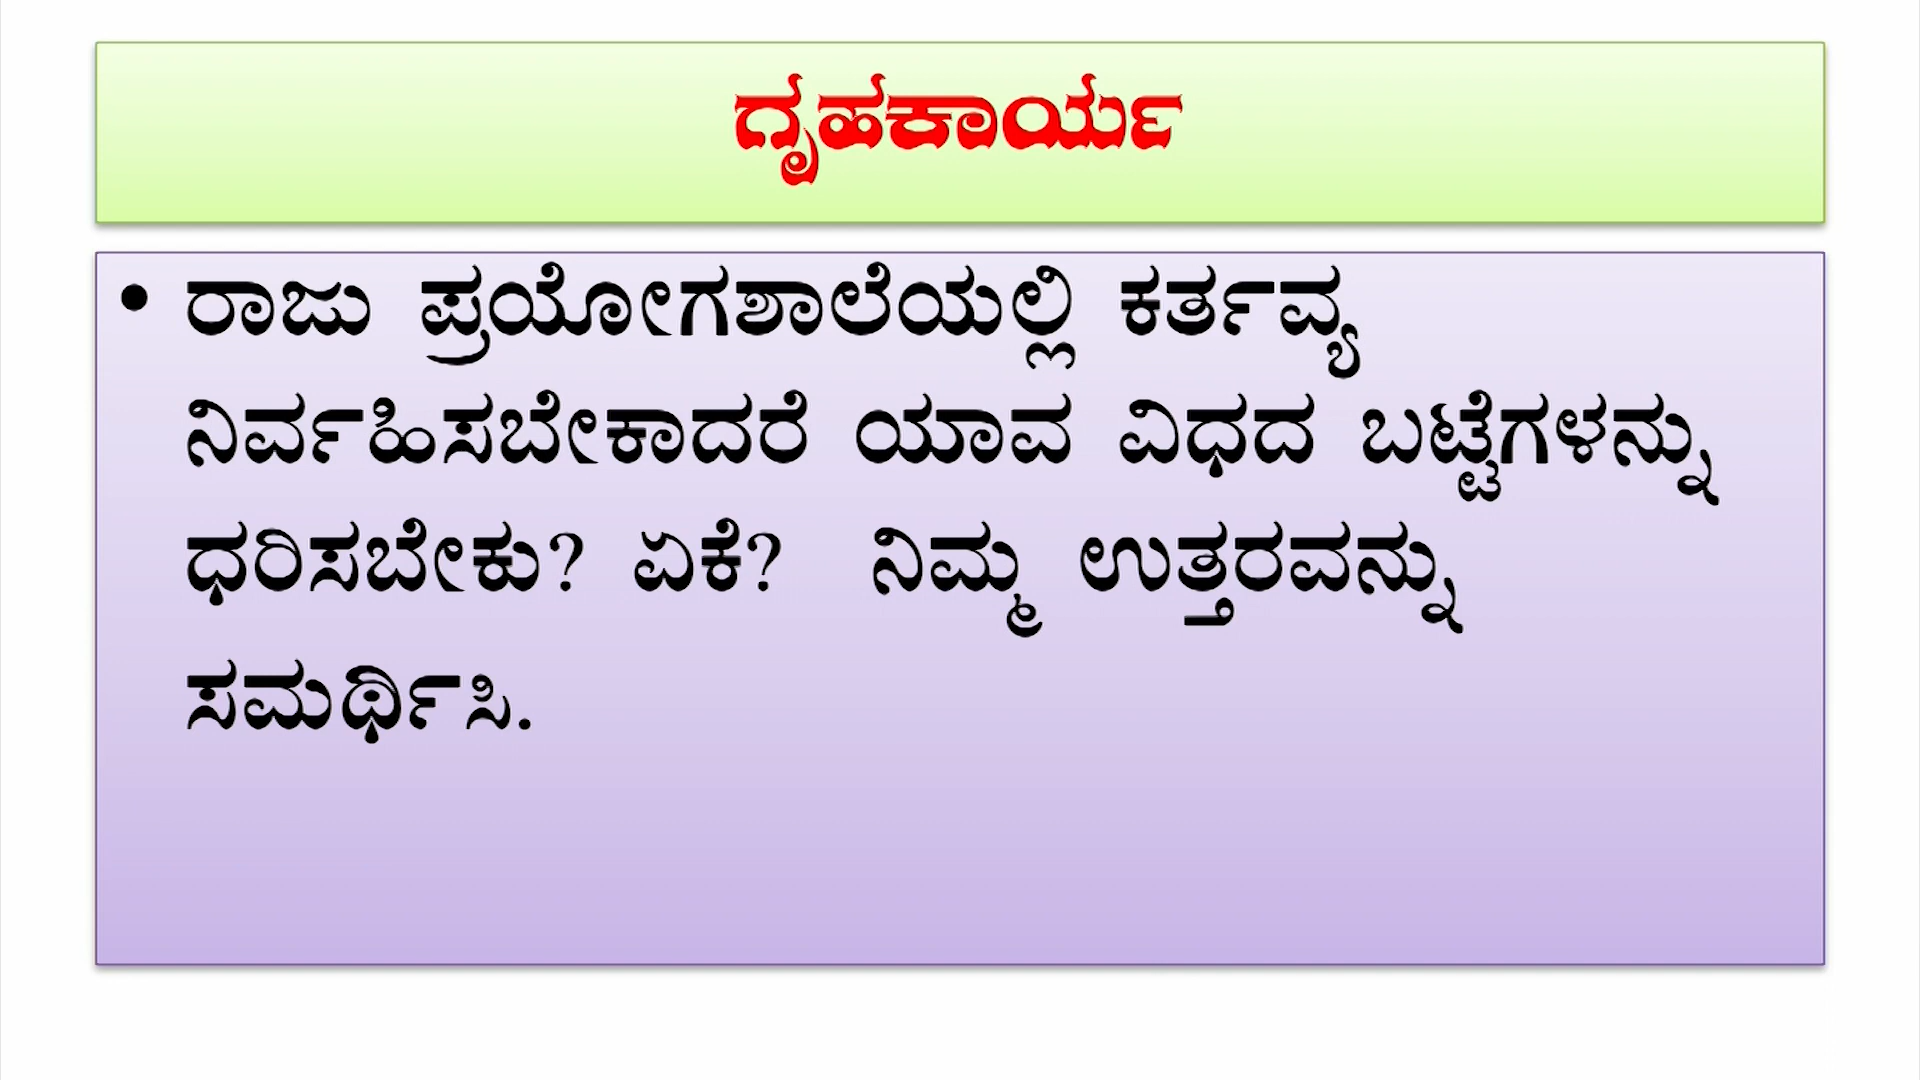 ಗೃಹಕಾರ್ಯ
• ರಾಜು ಪ್ರಯೋಗಶಾಲೆಯಲ್ಲಿ ಕರ್ತವ್ಯ
ನಿರ್ವಹಿಸಬೇಕಾದರೆ ಯಾವ ವಿಧದ ಬಟ್ಟೆಗಳನ್ನು
ಧರಿಸಬೇಕು? ಏಕೆ? ನಿಮ್ಮ ಉತ್ತರವನ್ನು
ಸಮರ್ಥಿಸಿ.